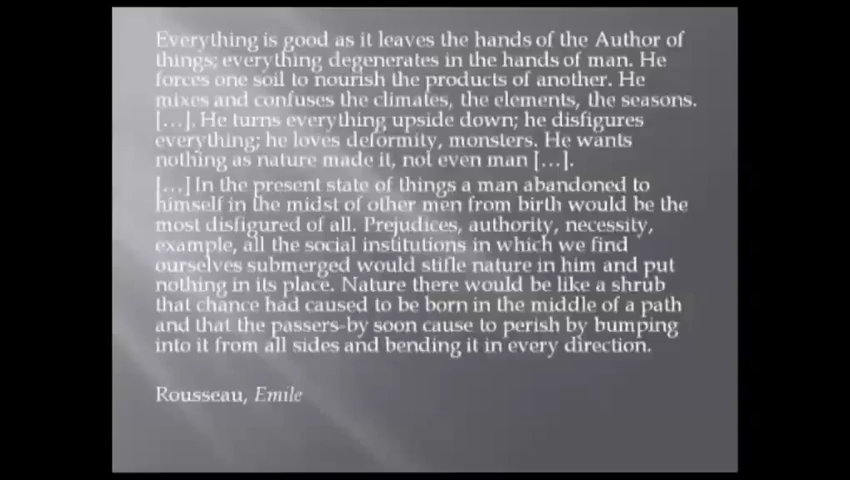 Everything is good as it leaves the hands of the Author of
things; everything degenerates in the hands of man. He
forces one soil to nourish the products of another. He
mixes and confuses the climates, the elements, the seasons.
[…]. He turns everything upside down; he disfigures
everything; he loves deformity, monsters. He wants
nothing as nature made it, not even man […].
[…] In the present state of things a man abandoned to
himself in the midst of other men from birth would be the
most disfigured of all. Prejudices, authority, necessity,
example, all the social institutions in which we find
ourselves submerged would stifle nature in him and put
nothing in its place. Nature there would be like a shrub
that chance had caused to be born in the middle of a path
and that the passers-by soon cause to perish by bumping
into it from all sides and bending it in every direction.
Rousseau, Emile